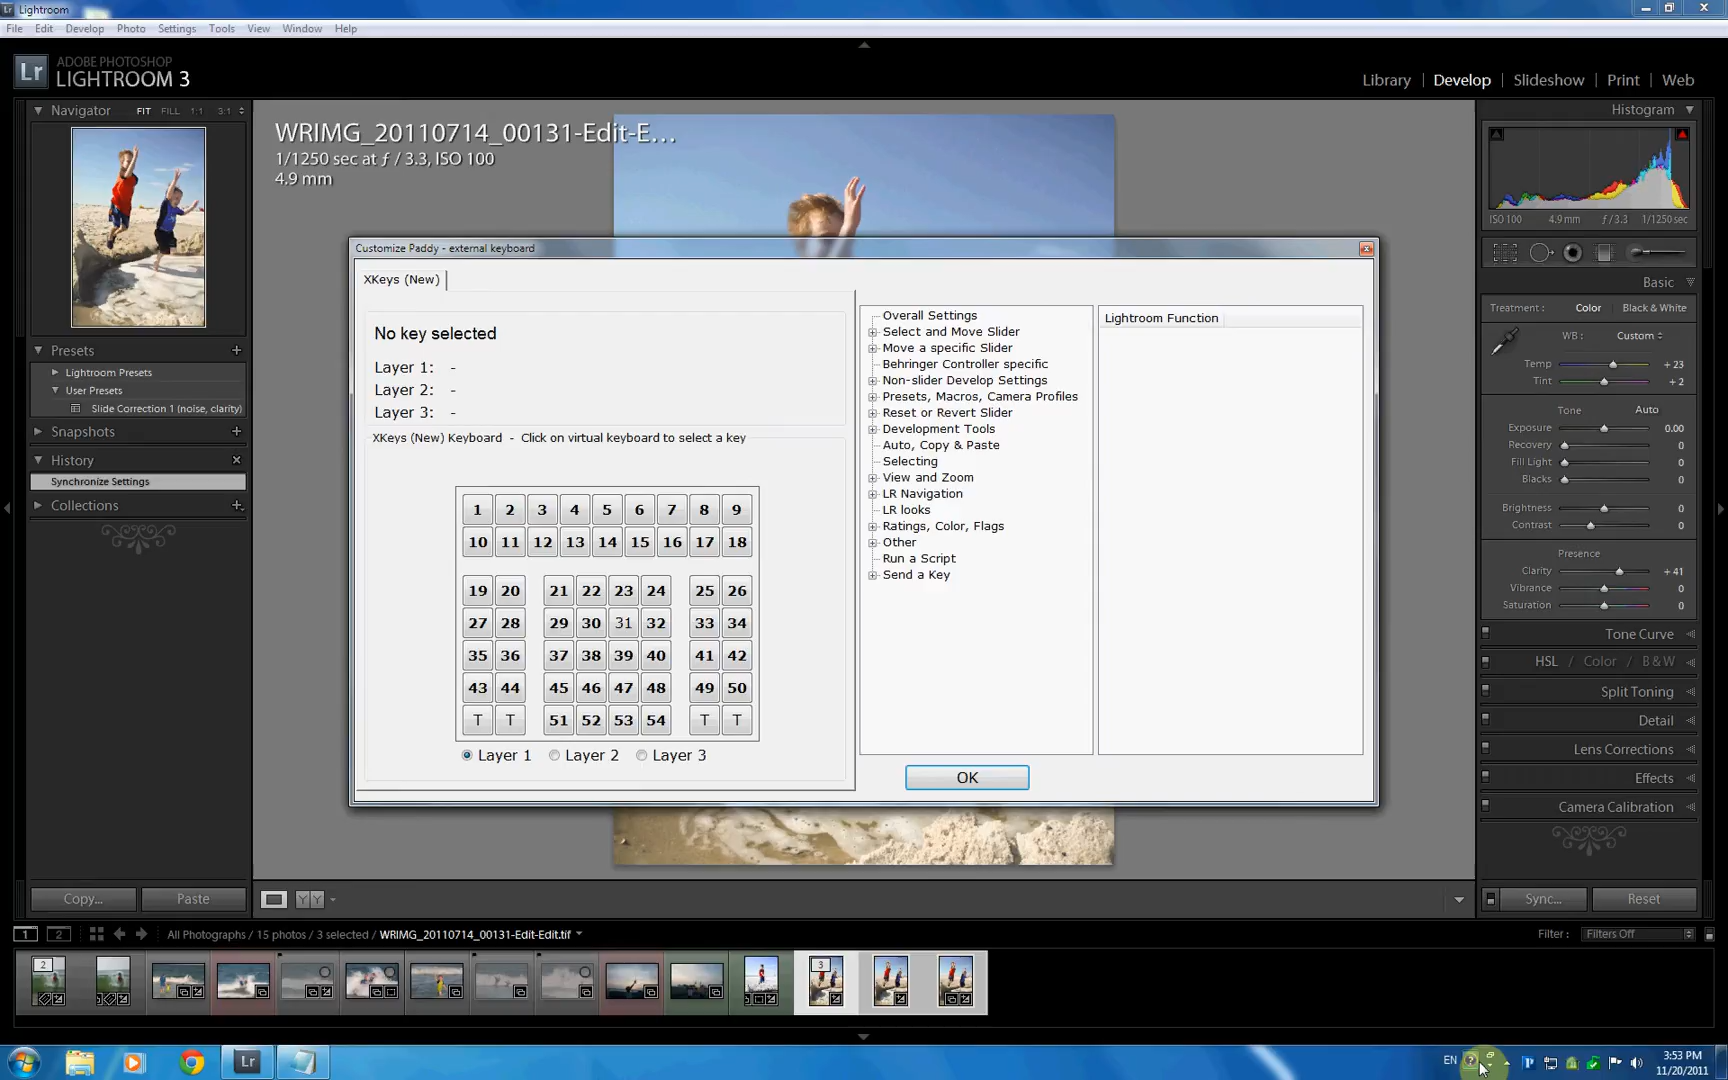 Lr Lightroom
File Edit Develop Photo Settings Tools View Window Help
Lr ADOBE PHOTOSHOP
LIGHTROOM 3
Library | Develop | Slideshow | Print | Web
Navigator FIT FILL 1:1 3:1
WRIMG_20110714_00131-Edit-E...
1/1250 sec at ƒ / 3.3, ISO 100
4.9 mm
Presets
Lightroom Presets
User Presets
Slide Correction 1 (noise, clarity)
Snapshots
History
Synchronize Settings
Collections
Copy... Paste
Customize Paddy - external keyboard
XKeys (New)
No key selected
Layer 1: -
Layer 2: -
Layer 3: -
XKeys (New) Keyboard - Click on virtual keyboard to select a key
1 2 3 4 5 6 7 8 9
10 11 12 13 14 15 16 17 18
19 20 21 22 23 24 25 26
27 28 29 30 31 32 33 34
35 36 37 38 39 40 41 42
43 44 45 46 47 48 49 50
T T 51 52 53 54 T T
Layer 1 Layer 2 Layer 3
Overall Settings
Select and Move Slider
Move a specific Slider
Behringer Controller specific
Non-slider Develop Settings
Presets, Macros, Camera Profiles
Reset or Revert Slider
Development Tools
Auto, Copy & Paste
Selecting
View and Zoom
LR Navigation
LR looks
Ratings, Color, Flags
Other
Run a Script
Send a Key
Lightroom Function
OK
Histogram
ISO 100 4.9 mm ƒ / 3.3 1/1250 sec
Basic
Treatment: Color Black & White
WB: Custom
Temp +23
Tint +2
Tone Auto
Exposure 0.00
Recovery 0
Fill Light 0
Blacks 0
Brightness 0
Contrast 0
Presence
Clarity +41
Vibrance 0
Saturation 0
Tone Curve
HSL / Color / B & W
Split Toning
Detail
Lens Corrections
Effects
Camera Calibration
Sync... Reset
Y Y
1 2 All Photographs / 15 photos / 3 selected / WRIMG_20110714_00131-Edit-Edit.tif
Filter : Filters Off
2 3
Lr EN ? P 3:53 PM
11/20/2011